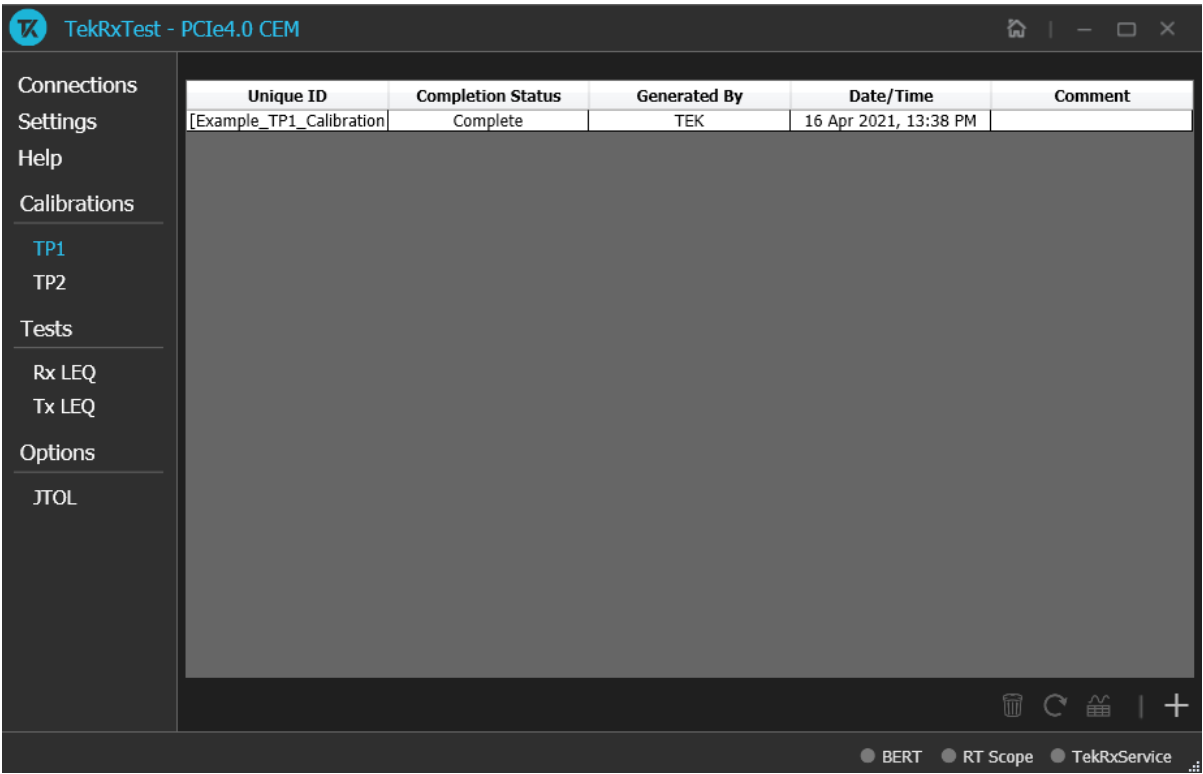 TK TekRxTest - PCIe4.0 CEM
Connections
Settings
Help
Calibrations
TP1
TP2
Tests
Rx LEQ
Tx LEQ
Options
JTOL
Unique ID Completion Status Generated By Date/Time Comment
[Example_TP1_Calibration Complete TEK 16 Apr 2021, 13:38 PM
BERT RT Scope TekRxService